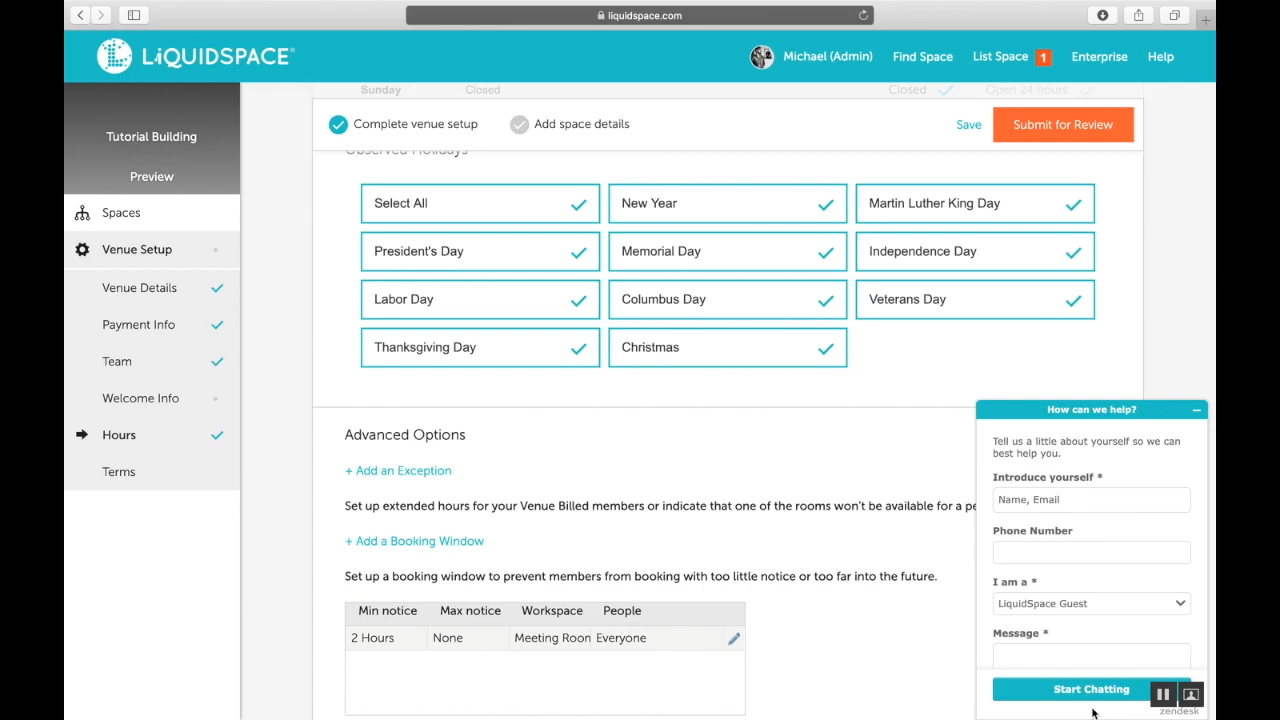 liquidspace.com
LIQUIDSPACE®
Michael (Admin) Find Space List Space 1 Enterprise Help
Tutorial Building
Preview
Spaces
Venue Setup
Venue Details
Payment Info
Team
Welcome Info
Hours
Terms
Sunday Closed Closed Open 24 hours
Complete venue setup Add space details Save Submit for Review
Observed Holidays
Select All New Year Martin Luther King Day
President's Day Memorial Day Independence Day
Labor Day Columbus Day Veterans Day
Thanksgiving Day Christmas
Advanced Options
+ Add an Exception
Set up extended hours for your Venue Billed members or indicate that one of the rooms won't be available for a pe
+ Add a Booking Window
Set up a booking window to prevent members from booking with too little notice or too far into the future.
Min notice Max notice Workspace People
2 Hours None Meeting Roon Everyone
How can we help?
Tell us a little about yourself so we can
best help you.
Introduce yourself *
Name, Email
Phone Number
I am a *
LiquidSpace Guest
Message *
Start Chatting
zendesk